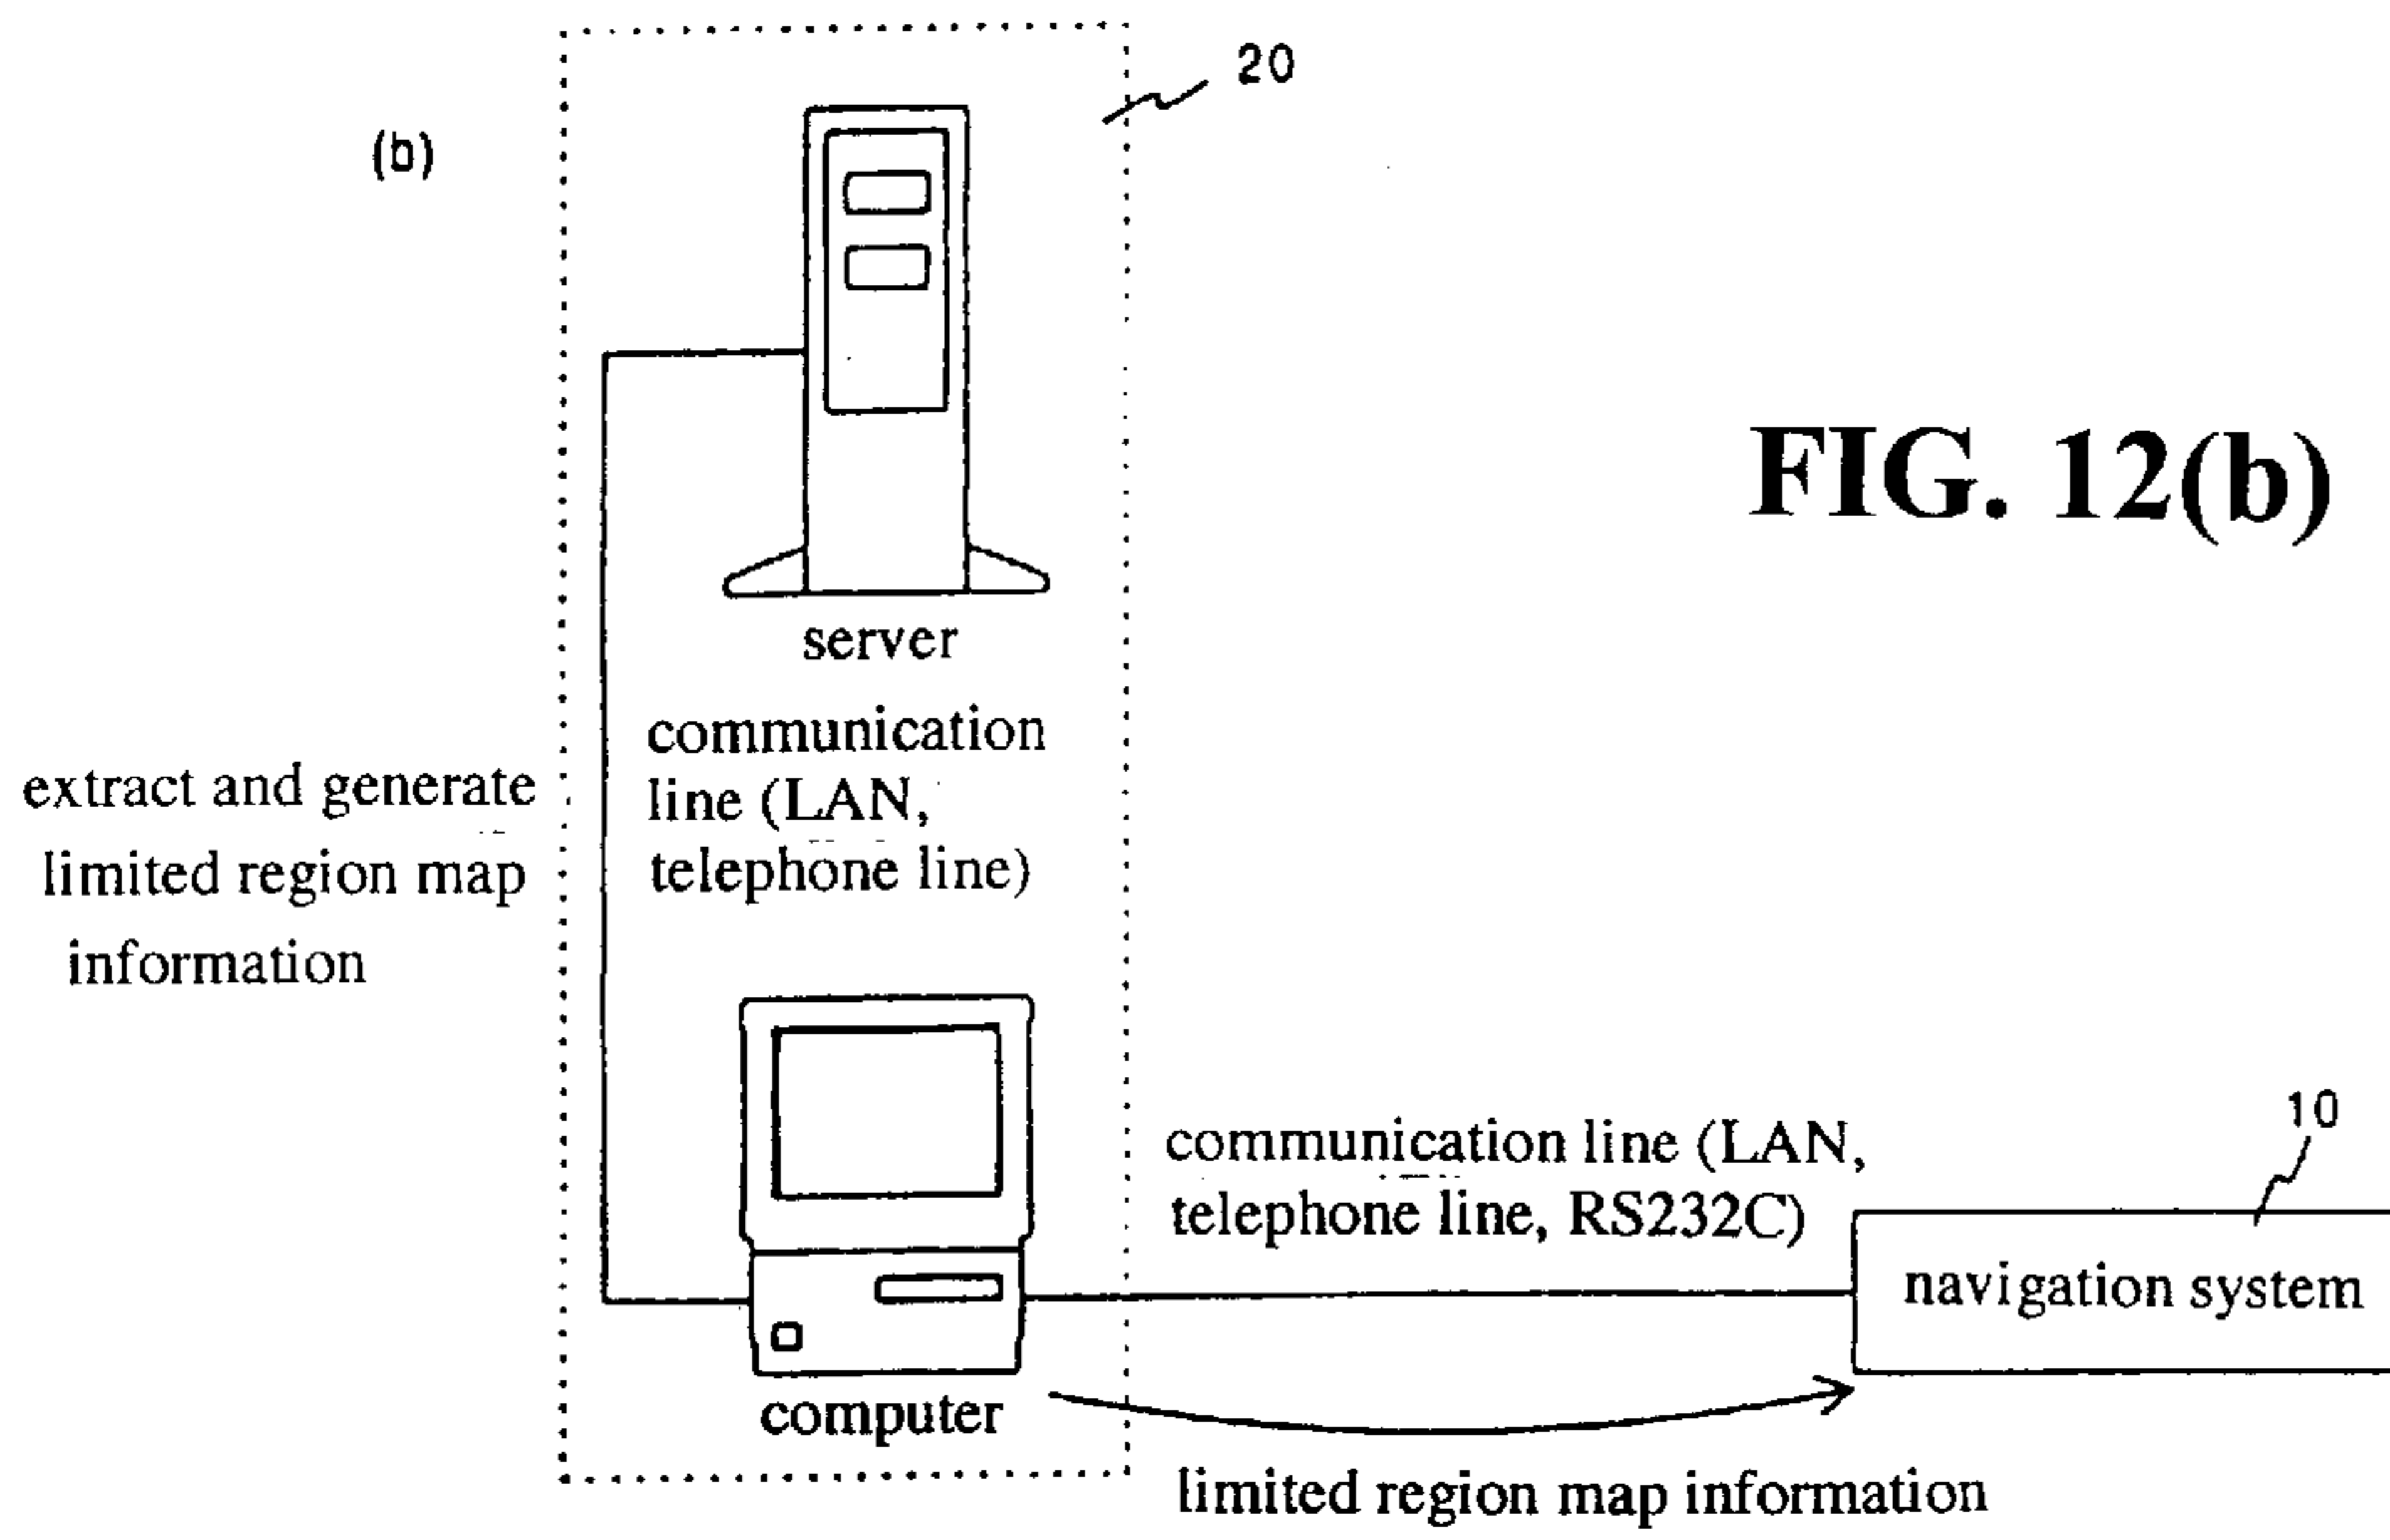 20
(b)
FIG. 12(b)
server
communication
line (LAN,
telephone line)
extract and generate
limited region map
information
communication line (LAN,
telephone line, RS232C)
10
navigation system
computer
limited region map information